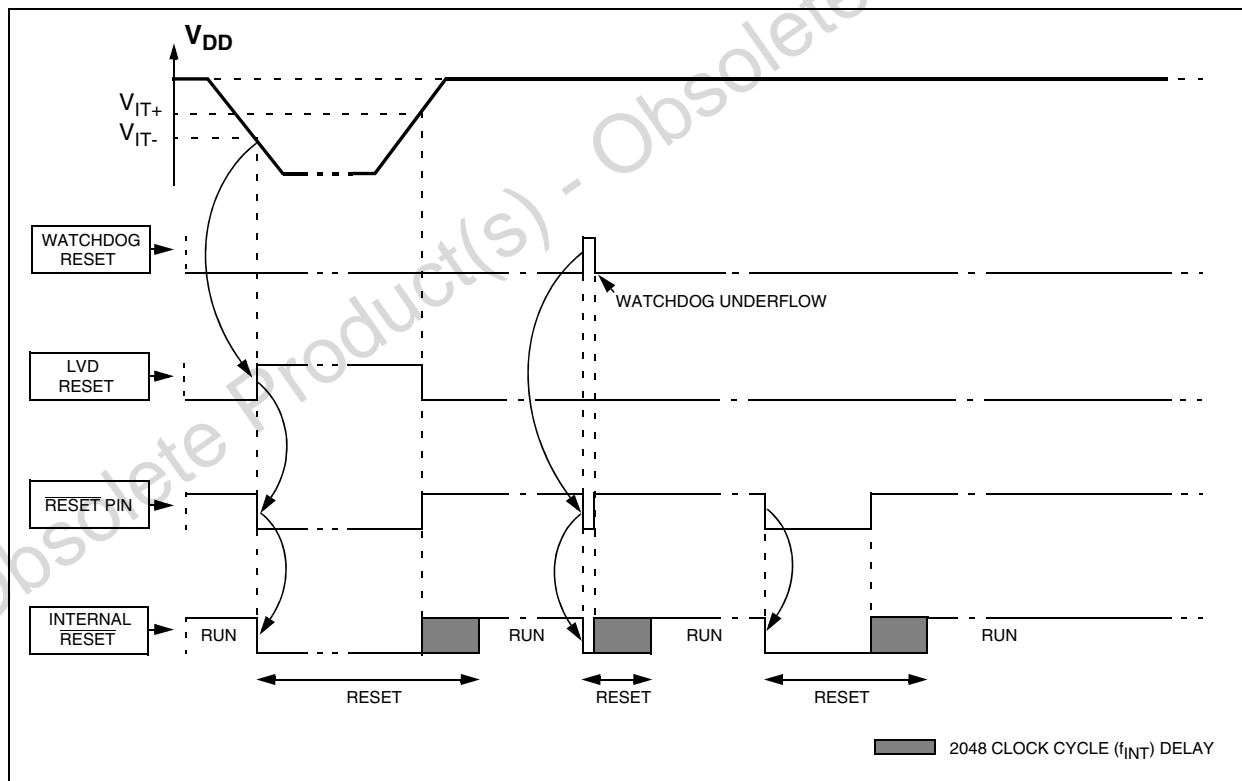 VDD
VIT+
VIT-
WATCHDOG
RESET
WATCHDOG UNDERFLOW
LVD
RESET
RESET PIN
INTERNAL
RESET
RUN
RUN
RUN
RUN
RESET
RESET
RESET
2048 CLOCK CYCLE (fINT) DELAY
Obsolete Product(s) - Obsolete